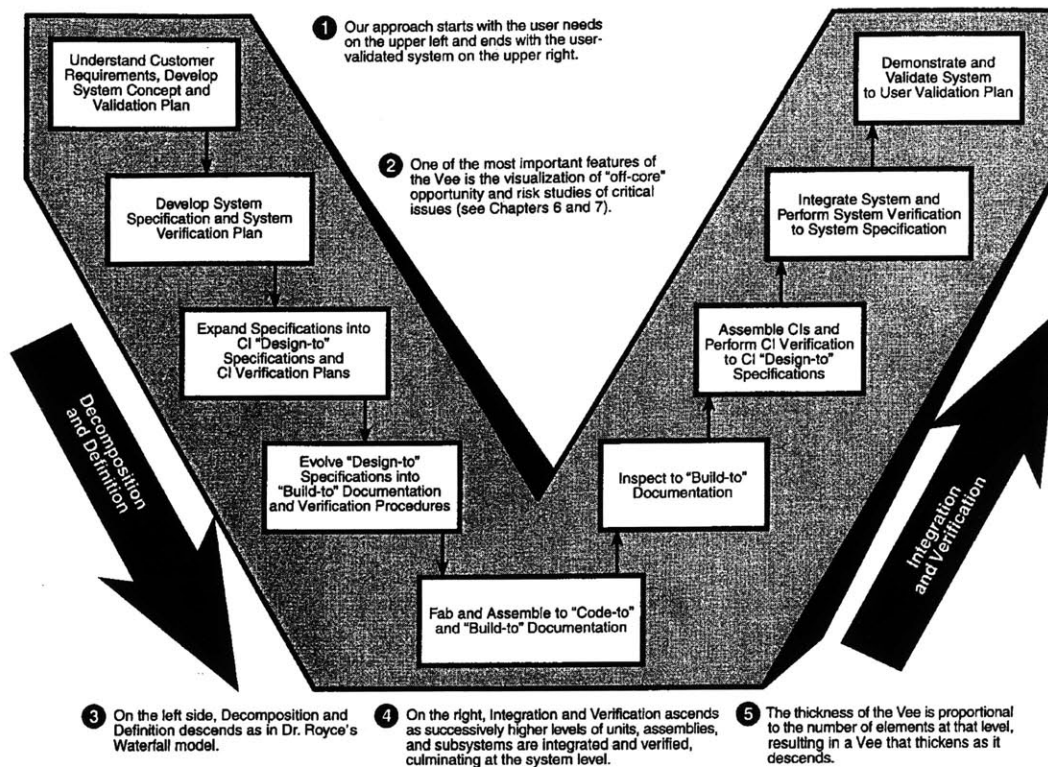 1 Our approach starts with the user needs
on the upper left and ends with the user-
validated system on the upper right.
Understand Customer
Requirements, Develop
System Concept and
Validation Plan
Demonstrate and
Validate System
to User Validation Plan
2 One of the most important features of
the Vee is the visualization of "off-core"
opportunity and risk studies of critical
issues (see Chapters 6 and 7).
Develop System
Specification and System
Verification Plan
Integrate System and
Perform System Verification
to System Specification
Expand Specifications into
CI "Design-to"
Specifications and
CI Verification Plans
Assemble CIs and
Perform CI Verification
to CI "Design-to"
Specifications
Decomposition
and Definition
Evolve "Design-to"
Specifications into
"Build-to" Documentation
and Verification Procedures
Inspect to "Build-to"
Documentation
Integration
and Verification
Fab and Assemble to "Code-to"
and "Build-to" Documentation
3 On the left side, Decomposition and
Definition descends as in Dr. Royce's
Waterfall model.
4 On the right, Integration and Verification ascends
as successively higher levels of units, assemblies,
and subsystems are integrated and verified,
culminating at the system level.
5 The thickness of the Vee is proportional
to the number of elements at that level,
resulting in a Vee that thickens as it
descends.